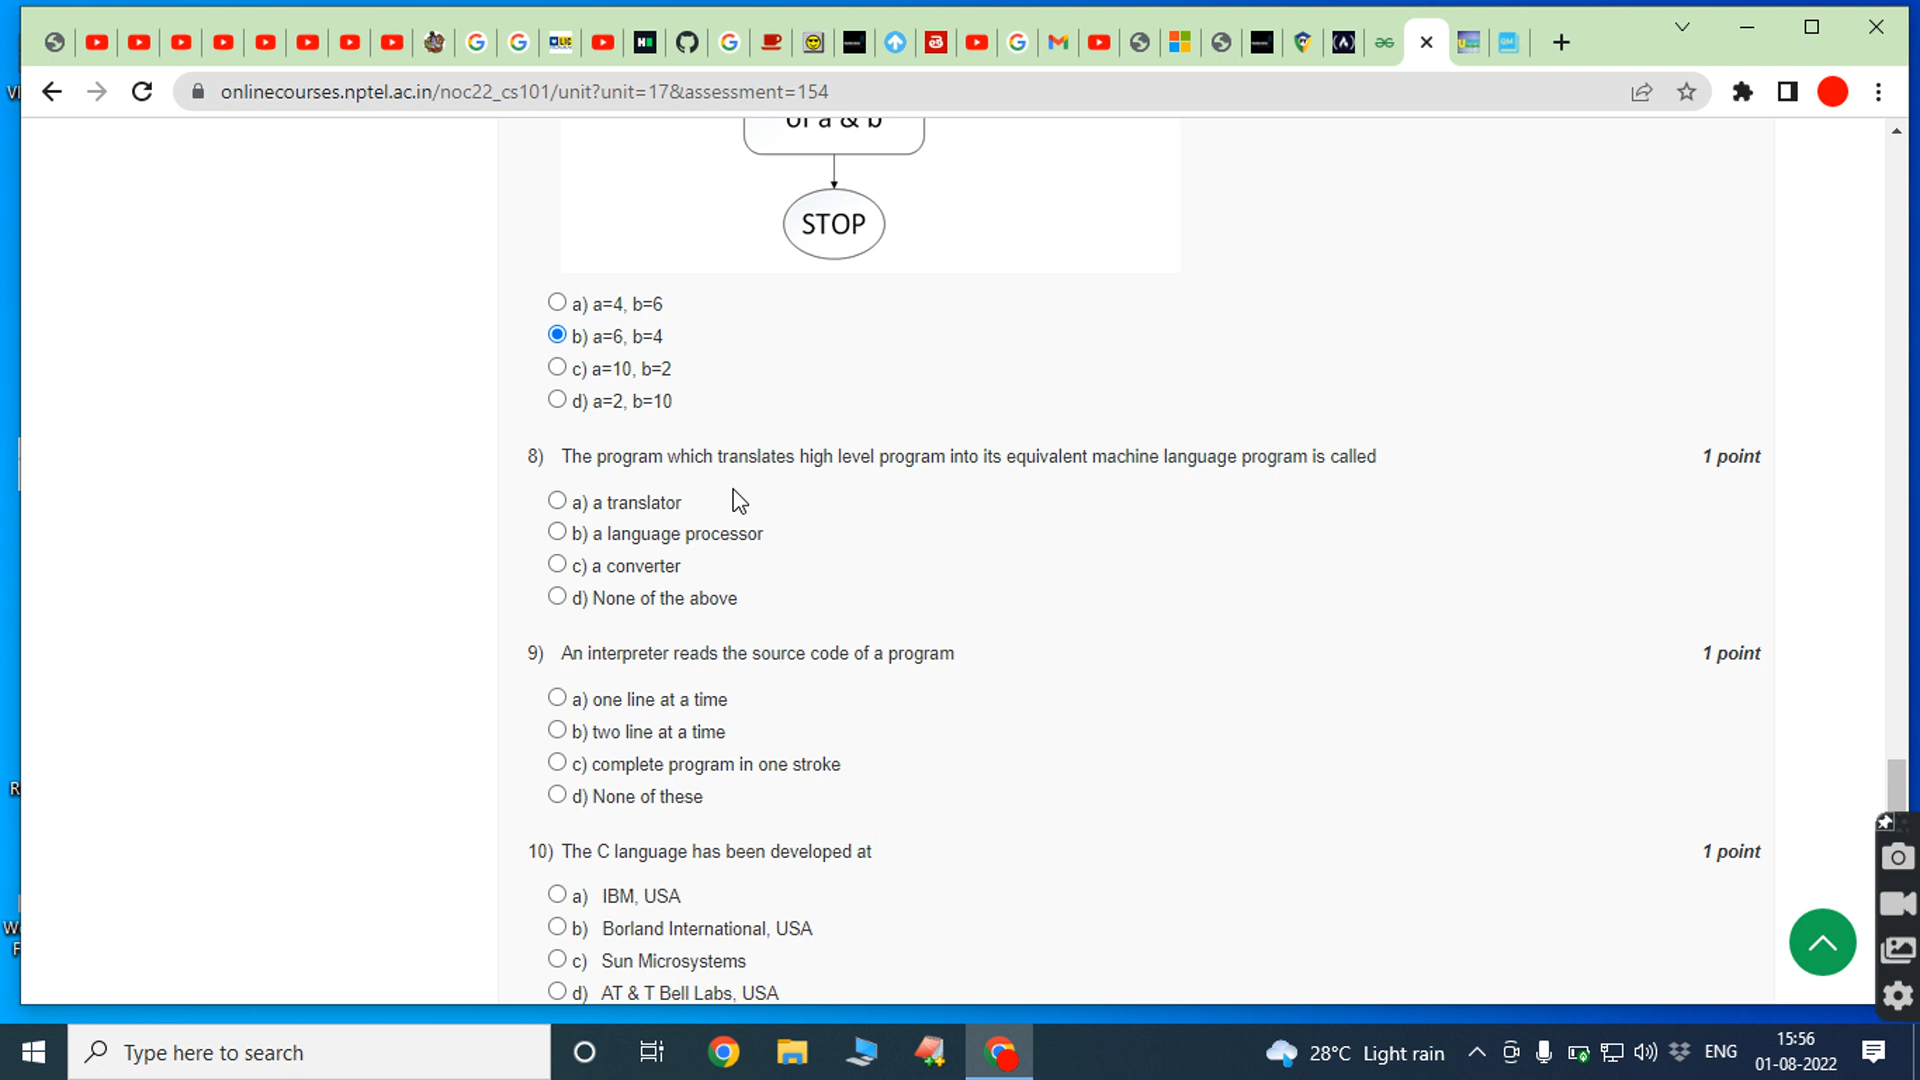 onlinecourses.nptel.ac.in/noc22_cs101/unit?unit=17&assessment=154
of a & b
STOP
a) a=4, b=6
b) a=6, b=4
c) a=10, b=2
d) a=2, b=10
8) The program which translates high level program into its equivalent machine language program is called 1 point
a) a translator
b) a language processor
c) a converter
d) None of the above
9) An interpreter reads the source code of a program 1 point
a) one line at a time
b) two line at a time
c) complete program in one stroke
d) None of these
10) The C language has been developed at 1 point
a) IBM, USA
b) Borland International, USA
c) Sun Microsystems
d) AT & T Bell Labs, USA
Type here to search
28°C Light rain
ENG
15:56
01-08-2022